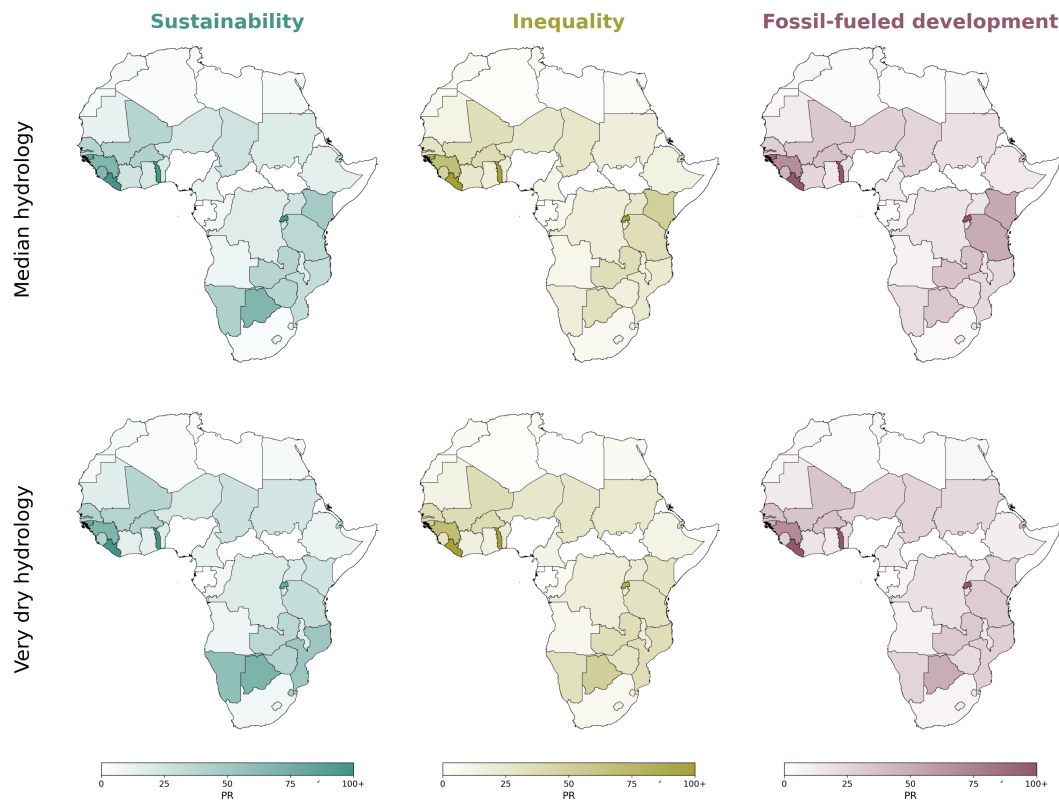 Sustainability
Inequality
Fossil-fueled development
Median hydrology
Very dry hydrology
0 25 50 75 100+
PR
0 25 50 75 100+
PR
0 25 50 75 100+
PR